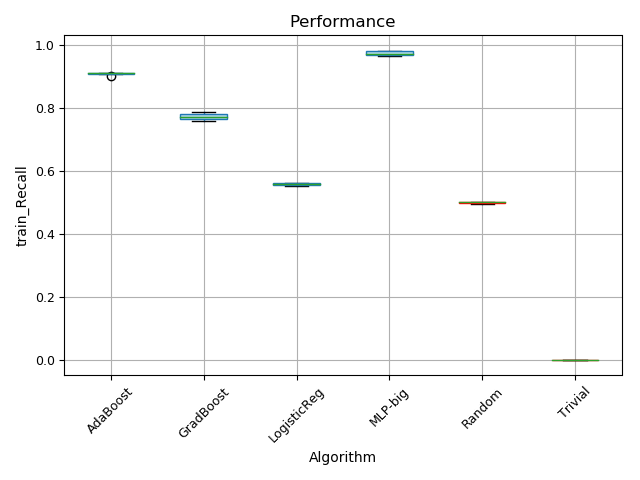 Performance
1.0
0.8
0.6
0.4
0.2
0.0
train_Recall
AdaBoost
GradBoost
LogisticReg
MLP-big
Random
Trivial
Algorithm